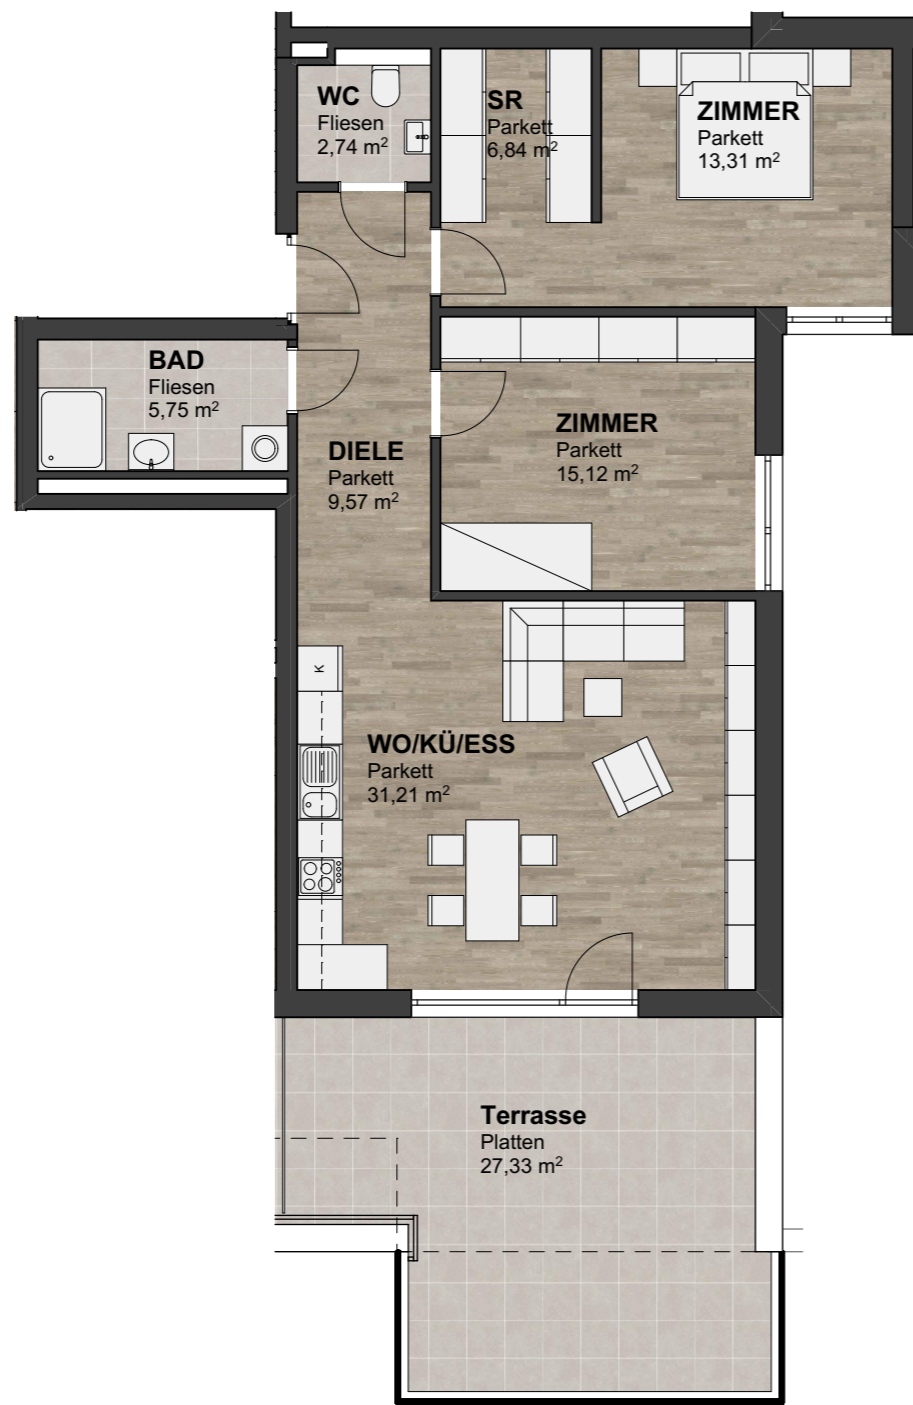 WC
Fliesen
2,74 m²
SR
Parkett
6,84 m²
ZIMMER
Parkett
13,31 m²
BAD
Fliesen
5,75 m²
DIELE
Parkett
9,57 m²
ZIMMER
Parkett
15,12 m²
K
WO/KÜ/ESS
Parkett
31,21 m²
Terrasse
Platten
27,33 m²